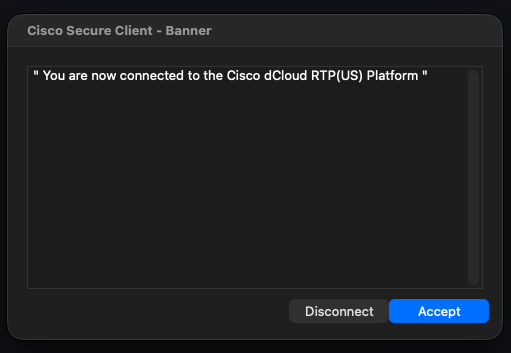 Cisco Secure Client - Banner
" You are now connected to the Cisco dCloud RTP(US) Platform "
Disconnect
Accept